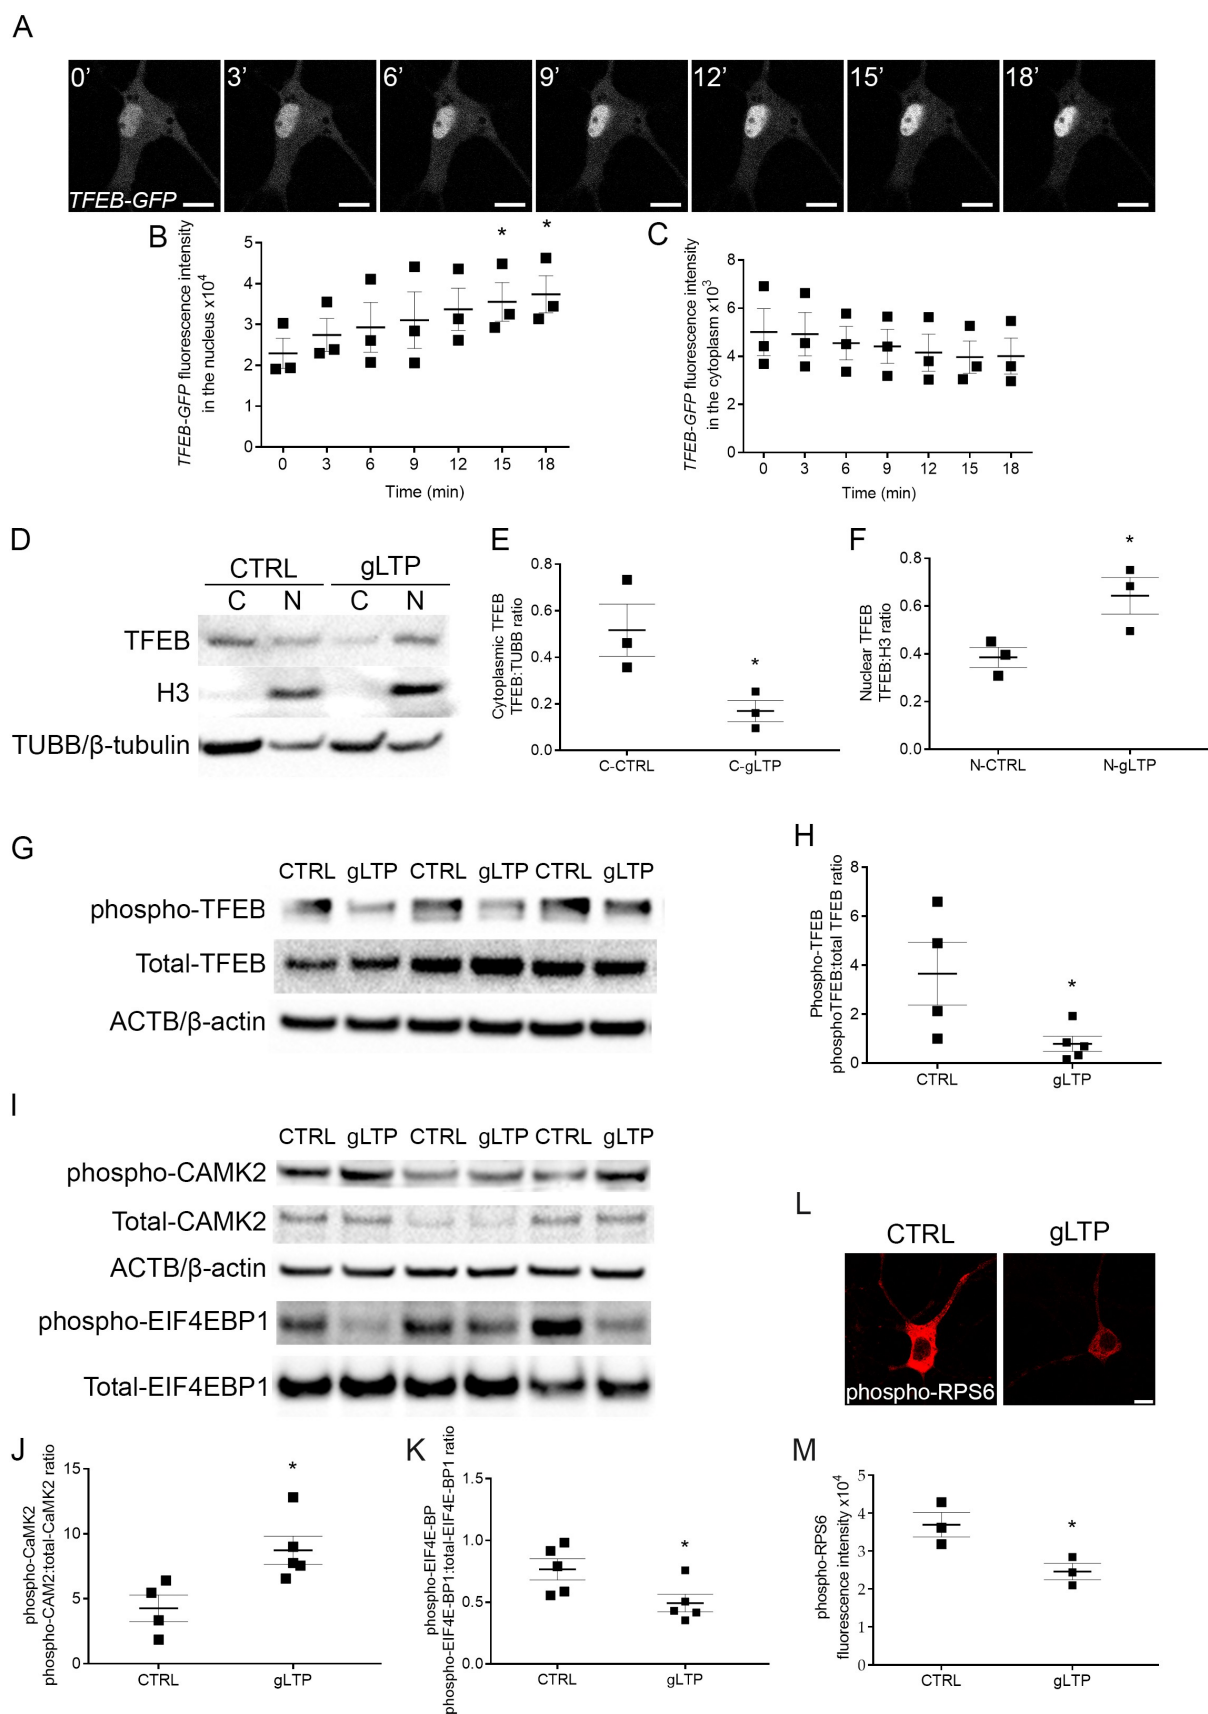 A
0’ 3’ 6’ 9’ 12’ 15’ 18’
TFEB-GFP
B
TFEB-GFP fluorescence intensity
in the nucleus x10⁴
* *
5
4
3
2
1
0
0 3 6 9 12 15 18
Time (min)
C
TFEB-GFP fluorescence intensity
in the cytoplasm x10³
8
6
4
2
0
0 3 6 9 12 15 18
Time (min)
D
CTRL gLTP
C N C N
TFEB
H3
TUBB/β-tubulin
E
Cytoplasmic TFEB
TFEB:TUBB ratio
0.8
0.6
0.4
0.2
0.0
*
C-CTRL C-gLTP
F
Nuclear TFEB
TFEB:H3 ratio
0.8
0.6
0.4
0.2
0.0
*
N-CTRL N-gLTP
G
CTRL gLTP CTRL gLTP CTRL gLTP
phospho-TFEB
Total-TFEB
ACTB/β-actin
H
Phospho-TFEB
phosphoTFEB:total TFEB ratio
8
6
4
2
0
*
CTRL gLTP
I
CTRL gLTP CTRL gLTP CTRL gLTP
phospho-CAMK2
Total-CAMK2
ACTB/β-actin
phospho-EIF4EBP1
Total-EIF4EBP1
L
CTRL gLTP
phospho-RPS6
J
phospho-CaMK2
phospho-CAM2:total-CaMK2 ratio
15
10
5
0
*
CTRL gLTP
K
phospho-EIF4E-BP
phospho-EIF4E-BP1:total-EIF4E-BP1 ratio
1.5
1.0
0.5
0.0
*
CTRL gLTP
M
phospho-RPS6
fluorescence intensity x10⁴
5
4
3
2
1
0
*
CTRL gLTP